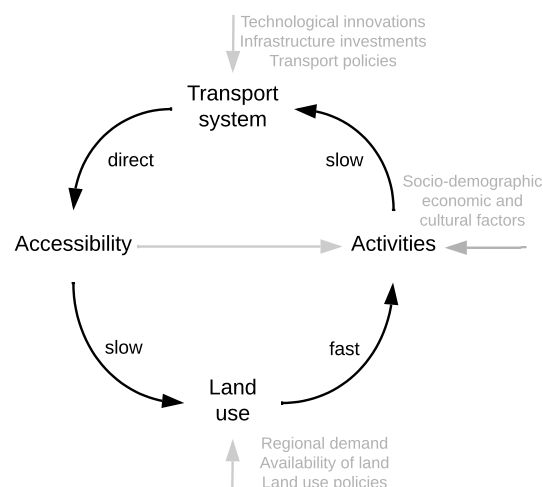 Technological innovations
Infrastructure investments
Transport policies
Transport
system
direct
slow
Socio-demographic
economic and
cultural factors
Accessibility
Activities
slow
fast
Land
use
Regional demand
Availability of land
Land use policies